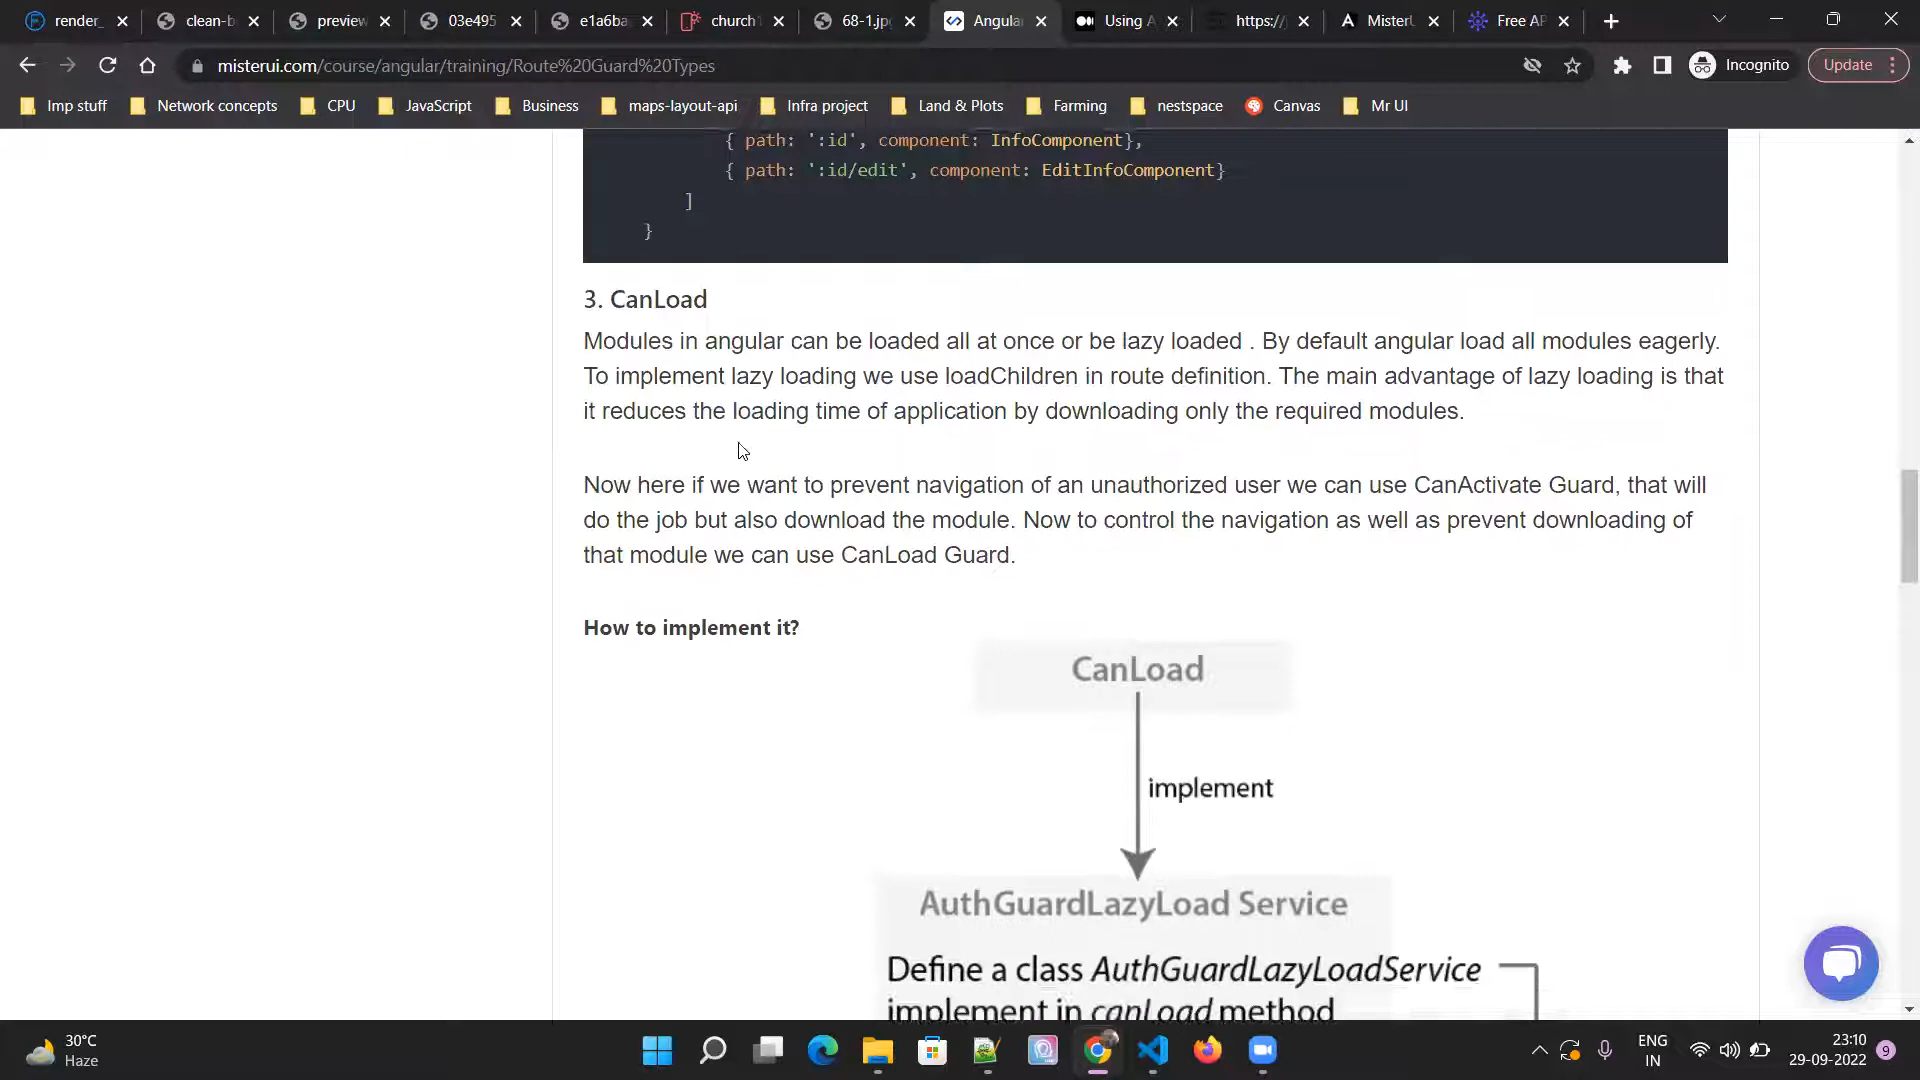 render_
clean-b
preview
03e495
e1a6ba
church
68-1.jp
Angular
Using A
https://
MisterU
Free AP
misterui.com/course/angular/training/Route%20Guard%20Types
Incognito
Update
Imp stuff
Network concepts
CPU
JavaScript
Business
maps-layout-api
Infra project
Land & Plots
Farming
nestspace
Canvas
Mr UI
{ path: ':id', component: InfoComponent},
{ path: ':id/edit', component: EditInfoComponent}
]
}
3. CanLoad
Modules in angular can be loaded all at once or be lazy loaded . By default angular load all modules eagerly.
To implement lazy loading we use loadChildren in route definition. The main advantage of lazy loading is that
it reduces the loading time of application by downloading only the required modules.
Now here if we want to prevent navigation of an unauthorized user we can use CanActivate Guard, that will
do the job but also download the module. Now to control the navigation as well as prevent downloading of
that module we can use CanLoad Guard.
How to implement it?
CanLoad
implement
AuthGuardLazyLoad Service
Define a class AuthGuardLazyLoadService
implement in canLoad method
30°C
Haze
ENG
IN
23:10
29-09-2022
9